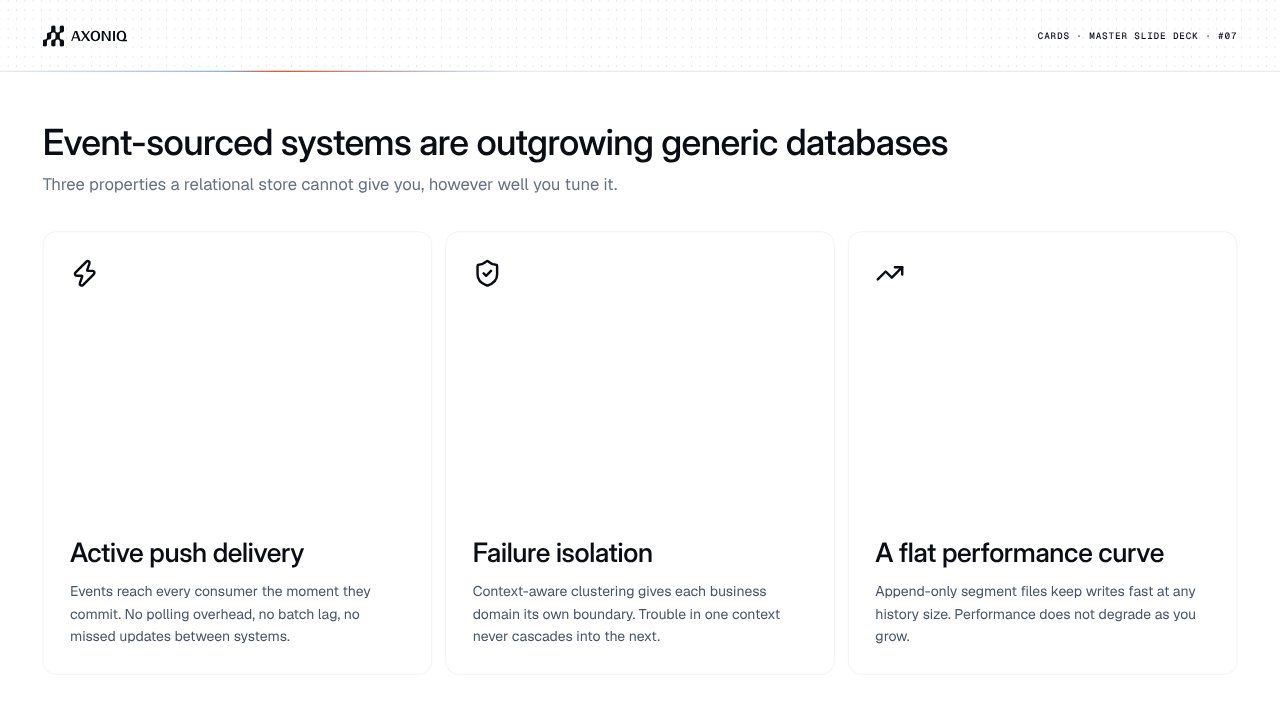 AXONIQ
CARDS · MASTER SLIDE DECK · #07
Event-sourced systems are outgrowing generic databases
Three properties a relational store cannot give you, however well you tune it.
Active push delivery
Events reach every consumer the moment they
commit. No polling overhead, no batch lag, no
missed updates between systems.
Failure isolation
Context-aware clustering gives each business
domain its own boundary. Trouble in one context
never cascades into the next.
A flat performance curve
Append-only segment files keep writes fast at any
history size. Performance does not degrade as you
grow.